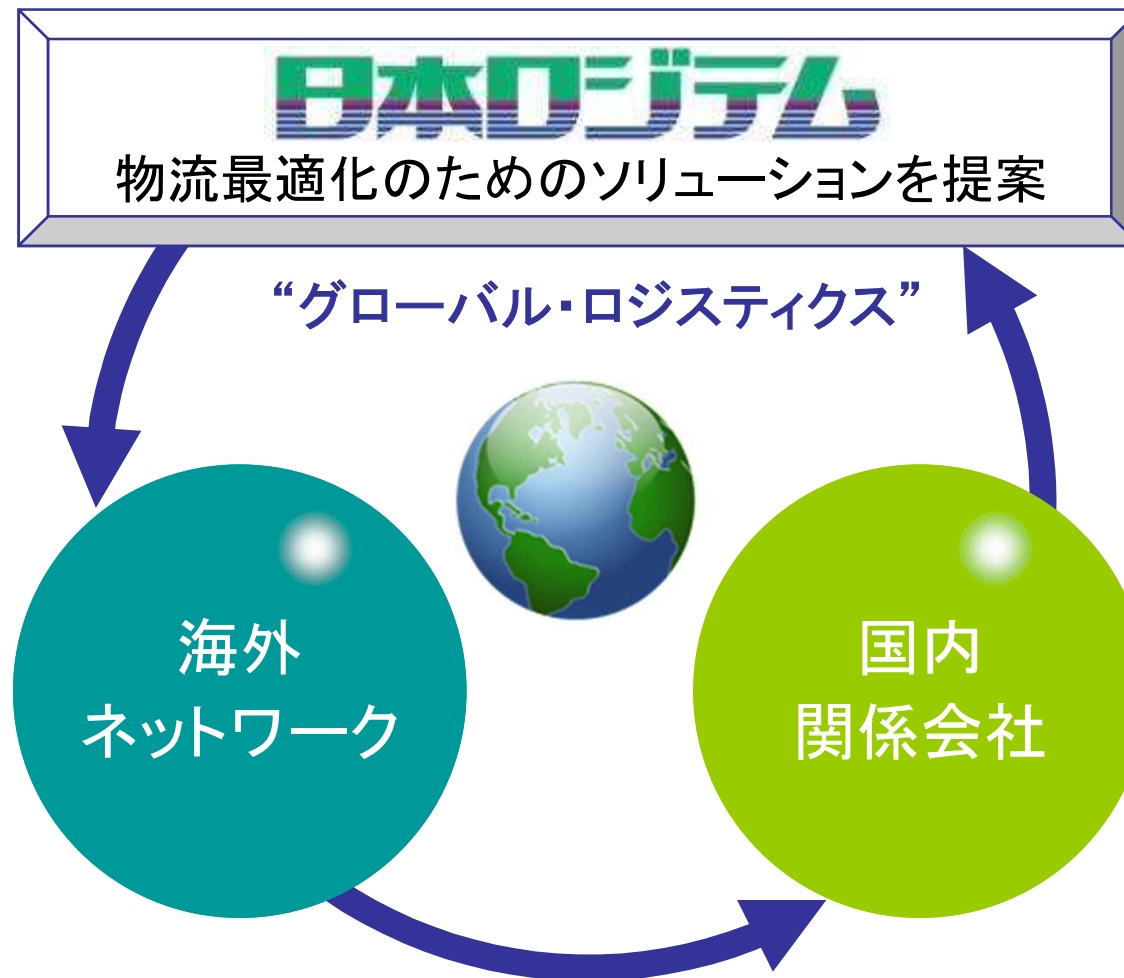 日本ロジテム
物流最適化のためのソリューションを提案
“グローバル・ロジスティクス”
海外
ネットワーク
国内
関係会社